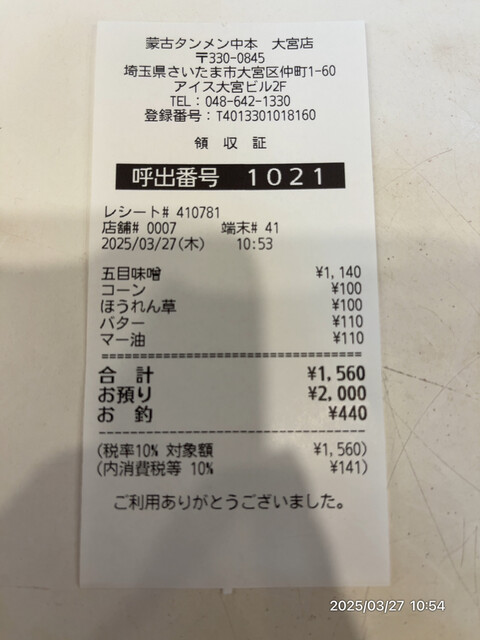 蒙古タンメン中本 大宮店
〒330-0845
埼玉県さいたま市大宮区仲町1-60
アイス大宮ビル2F
TEL：048-642-1330
登録番号：T4013301018160
領 収 証
呼出番号 1021
レシート# 410781
店舗# 0007 端末# 41
2025/03/27(木) 10:53
五目味噌 ¥1,140
コーン ¥100
ほうれん草 ¥100
バター ¥110
マー油 ¥110
合 計 ¥1,560
お預り ¥2,000
お 釣 ¥440
(税率10% 対象額 ¥1,560)
(内消費税等 10% ¥141)
ご利用ありがとうございました。
2025/03/27 10:54